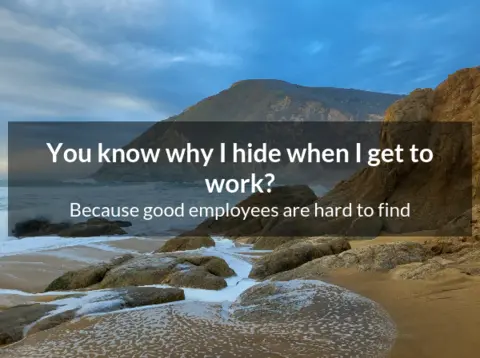 You know why I hide when I get to
work?
Because good employees are hard to find